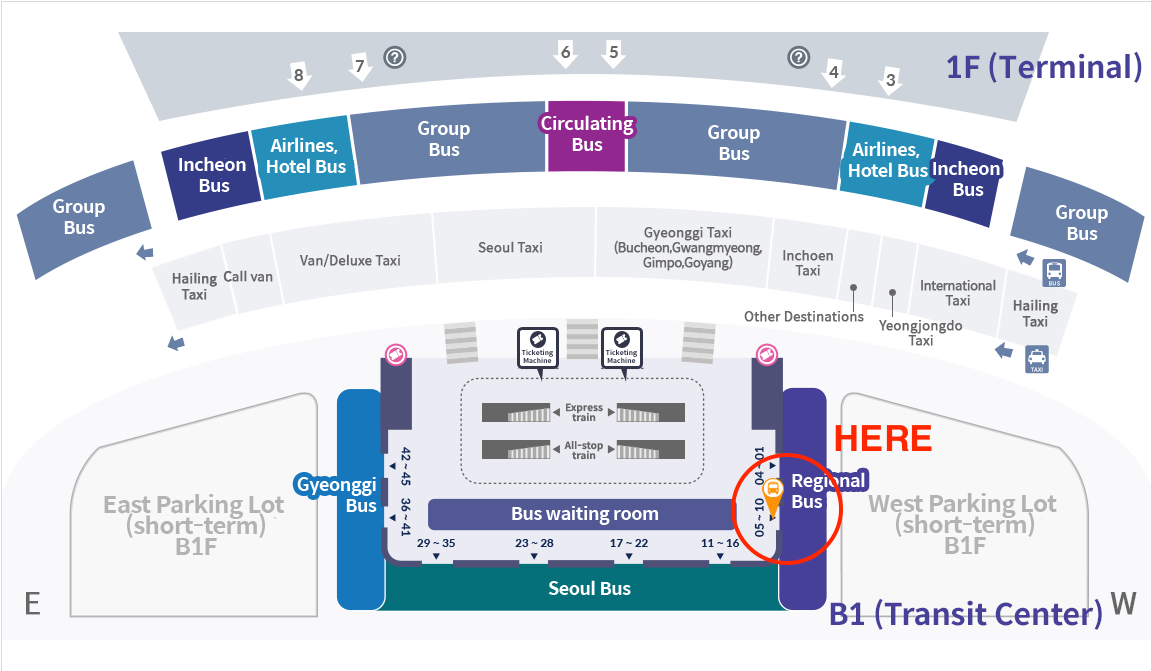 1F (Terminal)
8
7
?
6
5
?
4
3
Group
Bus
Incheon
Bus
Airlines,
Hotel Bus
Group
Bus
Circulating
Bus
Group
Bus
Airlines,
Hotel Bus
Incheon
Bus
Group
Bus
Hailing
Taxi
Call van
Van/Deluxe Taxi
Seoul Taxi
Gyeonggi Taxi
(Bucheon,Gwangmyeong,
Gimpo,Goyang)
Inchoen
Taxi
Other Destinations
Yeongjongdo
Taxi
International
Taxi
Hailing
Taxi
BUS
TAXI
Ticketing
Machine
Ticketing
Machine
Express
train
All-stop
train
East Parking Lot
(short-term)
B1F
Gyeonggi
Bus
42 ~ 45
36 ~ 41
Bus waiting room
29 ~ 35
23 ~ 28
17 ~ 22
11 ~ 16
04 ~ 01
05 ~ 10
HERE
Regional
Bus
West Parking Lot
(short-term)
B1F
Seoul Bus
E
B1 (Transit Center)
W